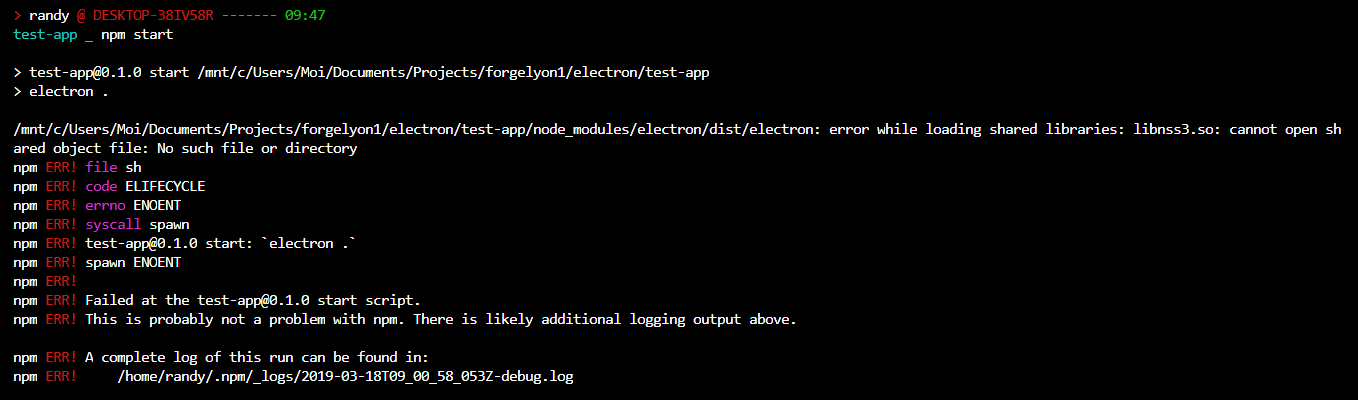 > randy @ DESKTOP-38IV58R ------- 09:47
test-app _ npm start
> test-app@0.1.0 start /mnt/c/Users/Moi/Documents/Projects/forgelyon1/electron/test-app
> electron .
/mnt/c/Users/Moi/Documents/Projects/forgelyon1/electron/test-app/node_modules/electron/dist/electron: error while loading shared libraries: libnss3.so: cannot open sh
ared object file: No such file or directory
npm ERR! file sh
npm ERR! code ELIFECYCLE
npm ERR! errno ENOENT
npm ERR! syscall spawn
npm ERR! test-app@0.1.0 start: `electron .`
npm ERR! spawn ENOENT
npm ERR!
npm ERR! Failed at the test-app@0.1.0 start script.
npm ERR! This is probably not a problem with npm. There is likely additional logging output above.
npm ERR! A complete log of this run can be found in:
npm ERR!     /home/randy/.npm/_logs/2019-03-18T09_00_58_053Z-debug.log